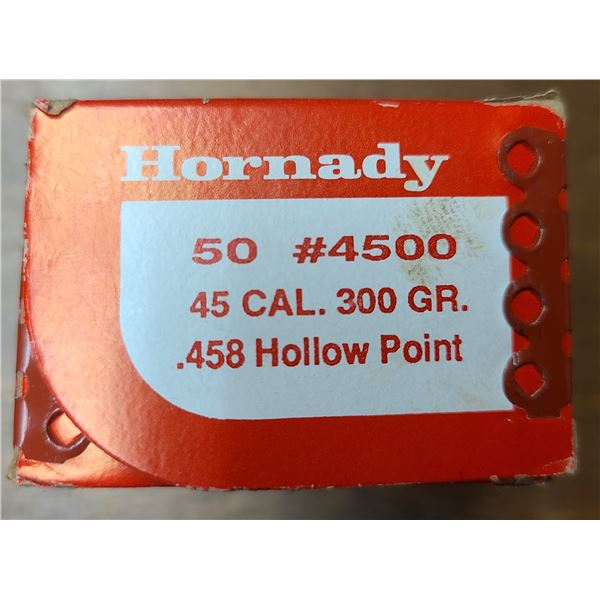 Hornady
50 #4500
45 CAL. 300 GR.
.458 Hollow Point